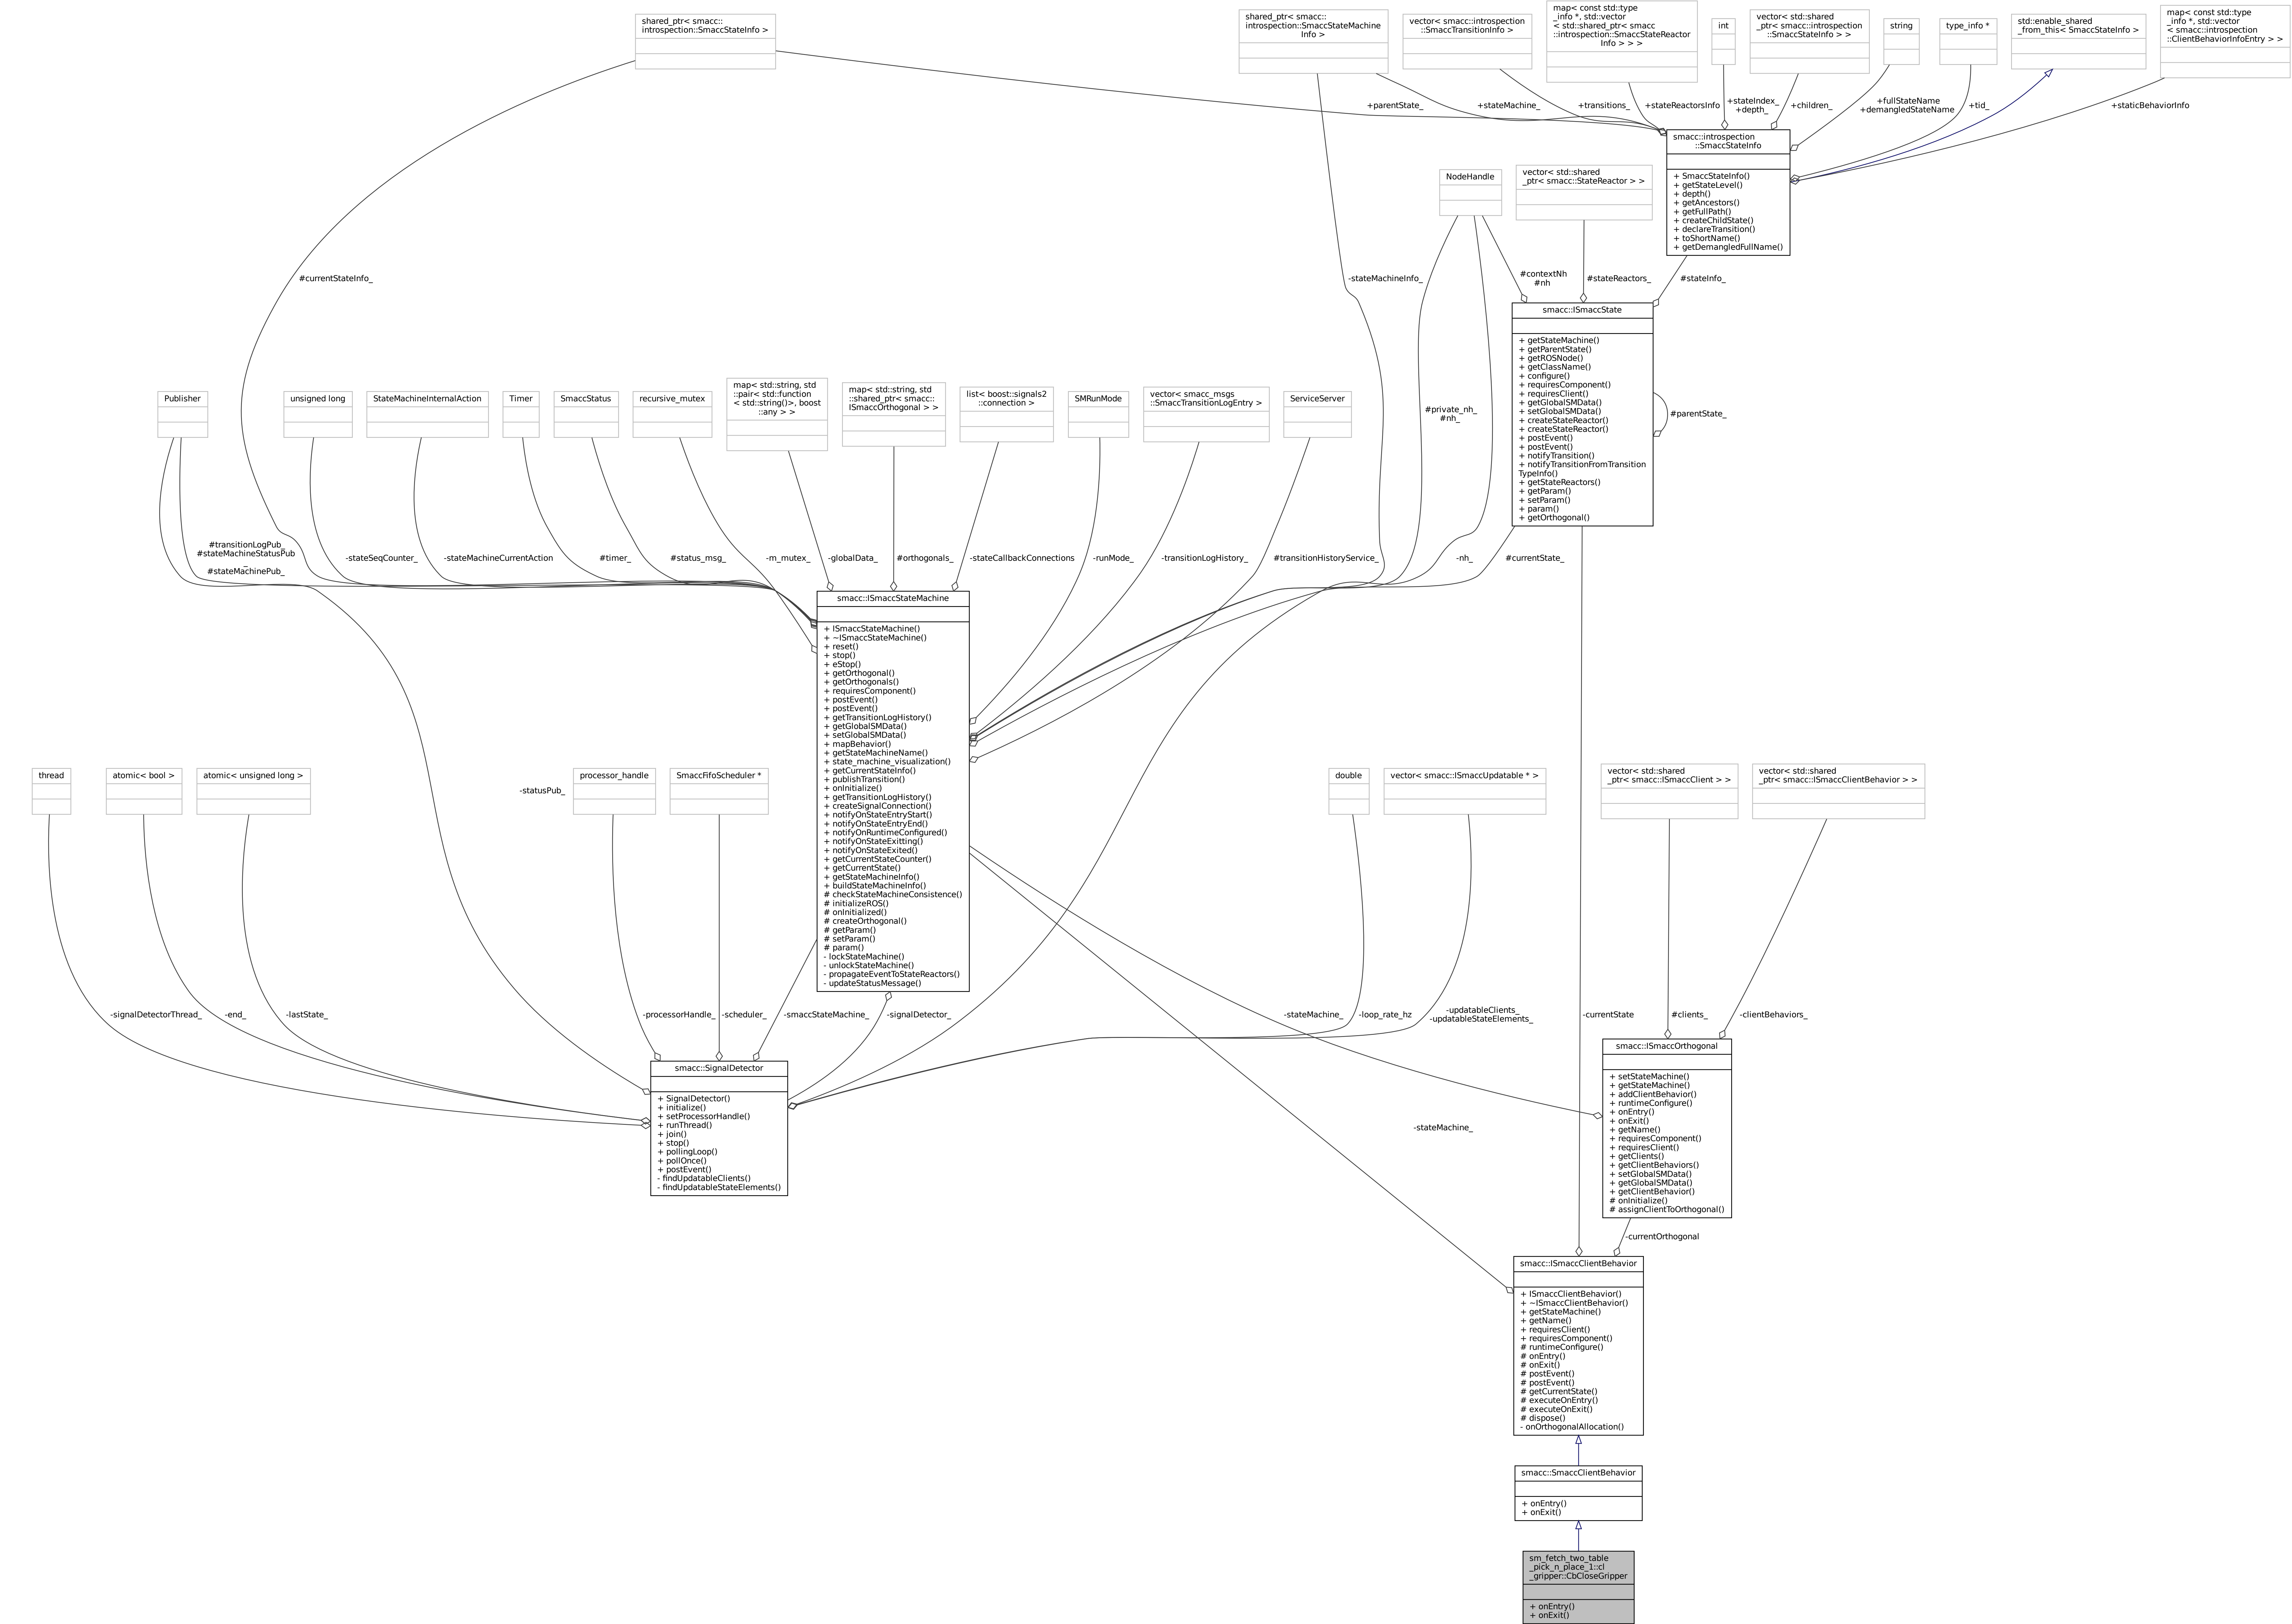 shared_ptr< smacc::
introspection::SmaccStateInfo >
shared_ptr< smacc::
introspection::SmaccStateMachine
Info >
vector< smacc::introspection
::SmaccTransitionInfo >
map< const std::type
_info *, std::vector
< std::shared_ptr< smacc
::introspection::SmaccStateReactor
Info > > >
int
vector< std::shared
_ptr< smacc::introspection
::SmaccStateInfo > >
string
type_info *
std::enable_shared
_from_this< SmaccStateInfo >
map< const std::type
_info *, std::vector
< smacc::introspection
::ClientBehaviorInfoEntry > >
+parentState_
+stateMachine_
+transitions_
+stateReactorsInfo
+stateIndex_
+depth_
+children_
+fullStateName
+demangledStateName
+tid_
+staticBehaviorInfo
smacc::introspection
::SmaccStateInfo
+ SmaccStateInfo()
+ getStateLevel()
+ depth()
+ getAncestors()
+ getFullPath()
+ createChildState()
+ declareTransition()
+ toShortName()
+ getDemangledFullName()
NodeHandle
vector< std::shared
_ptr< smacc::StateReactor > >
#currentStateInfo_
-stateMachineInfo_
#contextNh
#nh
#stateReactors_
#stateInfo_
smacc::ISmaccState
+ getStateMachine()
+ getParentState()
+ getROSNode()
+ getClassName()
+ configure()
+ requiresComponent()
+ requiresClient()
+ getGlobalSMData()
+ setGlobalSMData()
+ createStateReactor()
+ createStateReactor()
+ postEvent()
+ postEvent()
+ notifyTransition()
+ notifyTransitionFromTransition
TypeInfo()
+ getStateReactors()
+ getParam()
+ setParam()
+ param()
+ getOrthogonal()
#parentState_
#private_nh_
#nh_
Publisher
unsigned long
StateMachineInternalAction
Timer
SmaccStatus
recursive_mutex
map< std::string, std
::pair< std::function
< std::string()>, boost
::any > >
map< std::string, std
::shared_ptr< smacc::
ISmaccOrthogonal > >
list< boost::signals2
::connection >
SMRunMode
vector< smacc_msgs
::SmaccTransitionLogEntry >
ServiceServer
#transitionLogPub_
#stateMachineStatusPub
_
#stateMachinePub_
-stateSeqCounter_
-stateMachineCurrentAction
#timer_
#status_msg_
-m_mutex_
-globalData_
#orthogonals_
-stateCallbackConnections
-runMode_
-transitionLogHistory_
#transitionHistoryService_
-nh_
#currentState_
smacc::ISmaccStateMachine
+ ISmaccStateMachine()
+ ~ISmaccStateMachine()
+ reset()
+ stop()
+ eStop()
+ getOrthogonal()
+ getOrthogonals()
+ requiresComponent()
+ postEvent()
+ postEvent()
+ getTransitionLogHistory()
+ getGlobalSMData()
+ setGlobalSMData()
+ mapBehavior()
+ getStateMachineName()
+ state_machine_visualization()
+ getCurrentStateInfo()
+ publishTransition()
+ onInitialize()
+ getTransitionLogHistory()
+ createSignalConnection()
+ notifyOnStateEntryStart()
+ notifyOnStateEntryEnd()
+ notifyOnRuntimeConfigured()
+ notifyOnStateExitting()
+ notifyOnStateExited()
+ getCurrentStateCounter()
+ getCurrentState()
+ getStateMachineInfo()
+ buildStateMachineInfo()
# checkStateMachineConsistence()
# initializeROS()
# onInitialized()
# createOrthogonal()
# getParam()
# setParam()
# param()
- lockStateMachine()
- unlockStateMachine()
- propagateEventToStateReactors()
- updateStatusMessage()
thread
atomic< bool >
atomic< unsigned long >
-statusPub_
processor_handle
SmaccFifoScheduler *
double
vector< smacc::ISmaccUpdatable * >
vector< std::shared
_ptr< smacc::ISmaccClient > >
vector< std::shared
_ptr< smacc::ISmaccClientBehavior > >
-signalDetectorThread_
-end_
-lastState_
-processorHandle_
-scheduler_
-smaccStateMachine_
-signalDetector_
-stateMachine_
-loop_rate_hz
-updatableClients_
-updatableStateElements_
-currentState
#clients_
-clientBehaviors_
smacc::SignalDetector
+ SignalDetector()
+ initialize()
+ setProcessorHandle()
+ runThread()
+ join()
+ stop()
+ pollingLoop()
+ pollOnce()
+ postEvent()
- findUpdatableClients()
- findUpdatableStateElements()
smacc::ISmaccOrthogonal
+ setStateMachine()
+ getStateMachine()
+ addClientBehavior()
+ runtimeConfigure()
+ onEntry()
+ onExit()
+ getName()
+ requiresComponent()
+ requiresClient()
+ getClients()
+ getClientBehaviors()
+ setGlobalSMData()
+ getGlobalSMData()
+ getClientBehavior()
# onInitialize()
# assignClientToOrthogonal()
-stateMachine_
-currentOrthogonal
smacc::ISmaccClientBehavior
+ ISmaccClientBehavior()
+ ~ISmaccClientBehavior()
+ getStateMachine()
+ getName()
+ requiresClient()
+ requiresComponent()
# runtimeConfigure()
# onEntry()
# onExit()
# postEvent()
# postEvent()
# getCurrentState()
# executeOnEntry()
# executeOnExit()
# dispose()
- onOrthogonalAllocation()
smacc::SmaccClientBehavior
+ onEntry()
+ onExit()
sm_fetch_two_table
_pick_n_place_1::cl
_gripper::CbCloseGripper
+ onEntry()
+ onExit()